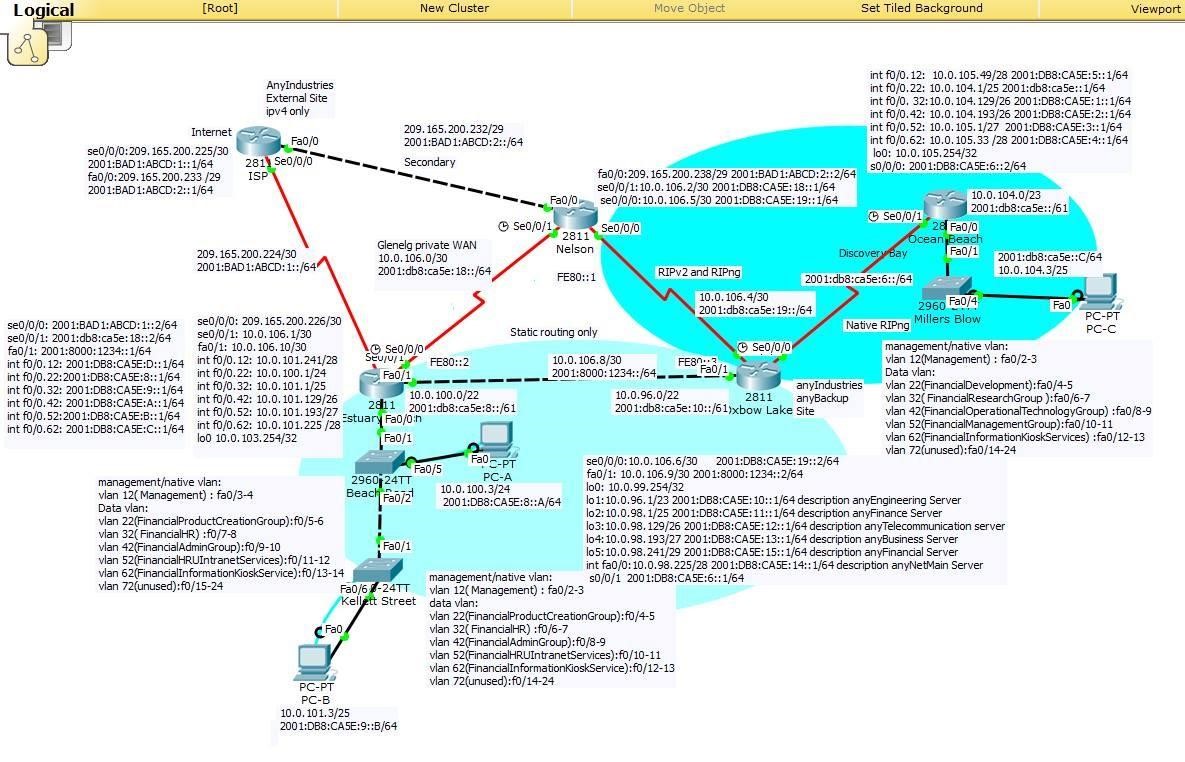 Logical
[Root]
New Cluster
Move Object
Set Tiled Background
Viewport
AnyIndustries
External Site
ipv4 only
Internet
se0/0/0:209.165.200.225/30
2001:BAD1:ABCD:1::1/64
fa0/0:209.165.200.233 /29
2001:BAD1:ABCD:2::1/64
Fa0/0
Se0/0/0
ISP
209.165.200.232/29
2001:BAD1:ABCD:2::/64
Secondary
int f0/0.12: 10.0.105.49/28 2001:DB8:CA5E:5::1/64
int f0/0.22: 10.0.104.1/25 2001:db8:ca5e::1/64
int f0/0. 32:10.0.104.129/26 2001:DB8:CA5E:1::1/64
int f0/0.42: 10.0.104.193/26 2001:DB8:CA5E:2::1/64
int f0/0.52: 10.0.105.1/27 2001:DB8:CA5E:3::1/64
int f0/0.62: 10.0.105.33 /28 2001:DB8:CA5E:4::1/64
lo0: 10.0.105.254/32
s0/0/0: 2001:DB8:CA5E:6::2/64
fa0/0:209.165.200.238/29 2001:BAD1:ABCD:2::2/64
se0/0/1:10.0.106.2/30 2001:DB8:CA5E:18::1/64
se0/0/0:10.0.106.5/30 2001:DB8:CA5E:19::1/64
Fa0/0
Se0/0/1
Se0/0/0
2811
Nelson
FE80::1
10.0.104.0/23
2001:db8:ca5e::/61
Se0/0/1
Fa0/0
Ocean Beach
Fa0/1
Discovery Bay
2001:db8:ca5e::C/64
10.0.104.3/25
Glenelg private WAN
10.0.106.0/30
2001:db8:ca5e:18::/64
209.165.200.224/30
2001:BAD1:ABCD:1::/64
RIPv2 and RIPng
2001:db8:ca5e:6::/64
10.0.106.4/30
2001:db8:ca5e:19::/64
Fa0/4
Millers Blow
Fa0
PC-PT
PC-C
Native RIPng
Static routing only
se0/0/0: 2001:BAD1:ABCD:1::2/64
se0/0/1: 2001:db8:ca5e:18::2/64
fa0/1: 2001:8000:1234::1/64
int f0/0.12: 2001:DB8:CA5E:D::1/64
int f0/0.22:2001:DB8:CA5E:8::1/64
int f0/0.32: 2001:DB8:CA5E:9::1/64
int f0/0.42: 2001:DB8:CA5E:A::1/64
int f0/0.52:2001:DB8:CA5E:B::1/64
int f0/0.62: 2001:DB8:CA5E:C::1/64
se0/0/0: 209.165.200.226/30
se0/0/1: 10.0.106.1/30
fa0/1: 10.0.106.10/30
int f0/0.12: 10.0.101.241/28
int f0/0.22: 10.0.100.1/24
int f0/0.32: 10.0.101.1/25
int f0/0.42: 10.0.101.129/26
int f0/0.52: 10.0.101.193/27
int f0/0.62: 10.0.101.225 /28
lo0 10.0.103.254/32
Se0/0/0
Se0/0/1
FE80::2
Fa0/1
10.0.106.8/30
2001:8000:1234::/64
FE80::3
Fa0/1
Se0/0/0
2811
anyIndustries
anyBackup
Site
10.0.100.0/22
2001:db8:ca5e:8::/61
10.0.96.0/22
2001:db8:ca5e:10::/61
Fa0/0
Fa0/1
Fa0/5
Fa0
PC-PT
PC-A
10.0.100.3/24
2001:DB8:CA5E:8::A/64
Fa0/2
management/native vlan:
vlan 12(Management) : fa0/2-3
Data vlan:
vlan 22(FinancialDevelopment):fa0/4-5
vlan 32( FinancialResearchGroup ):fa0/6-7
vlan 42(FinancialOperationalTechnologyGroup) :fa0/8-9
vlan 52(FinancialManagementGroup):fa0/10-11
vlan 62(FinancialInformationKioskServices) :fa0/12-13
vlan 72(unused):fa0/14-24
se0/0/0:10.0.106.6/30 2001:DB8:CA5E:19::2/64
fa0/1: 10.0.106.9/30 2001:8000:1234::2/64
lo0: 10.0.99.254/32
lo1:10.0.96.1/23 2001:DB8:CA5E:10::1/64 description anyEngineering Server
lo2:10.0.98.1/25 2001:DB8:CA5E:11::1/64 description anyFinance Server
lo3:10.0.98.129/26 2001:DB8:CA5E:12::1/64 description anyTelecommunication server
lo4:10.0.98.193/27 2001:DB8:CA5E:13::1/64 description anyBusiness Server
lo5:10.0.98.241/29 2001:DB8:CA5E:15::1/64 description anyFinancial Server
int fa0/0:10.0.98.225/28 2001:DB8:CA5E:14::1/64 description anyNetMain Server
s0/0/1 2001:DB8:CA5E:6::1/64
management/native vlan:
vlan 12( Management) : fa0/3-4
Data vlan:
vlan 22(FinancialProductCreationGroup):f0/5-6
vlan 32( FinancialHR) :f0/7-8
vlan 42(FinancialAdminGroup):f0/9-10
vlan 52(FinancialHRUIntranetServices):f0/11-12
vlan 62(FinancialInformationKioskService):f0/13-14
vlan 72(unused):f0/15-24
Fa0/1
Fa0/6
Kellett Street
management/native vlan:
vlan 12( Management) : fa0/2-3
data vlan:
vlan 22(FinancialProductCreationGroup):f0/4-5
vlan 32( FinancialHR) :f0/6-7
vlan 42(FinancialAdminGroup):f0/8-9
vlan 52(FinancialHRUIntranetServices):f0/10-11
vlan 62(FinancialInformationKioskService):f0/12-13
vlan 72(unused):f0/14-24
Fa0
PC-PT
PC-B
10.0.101.3/25
2001:DB8:CA5E:9::B/64